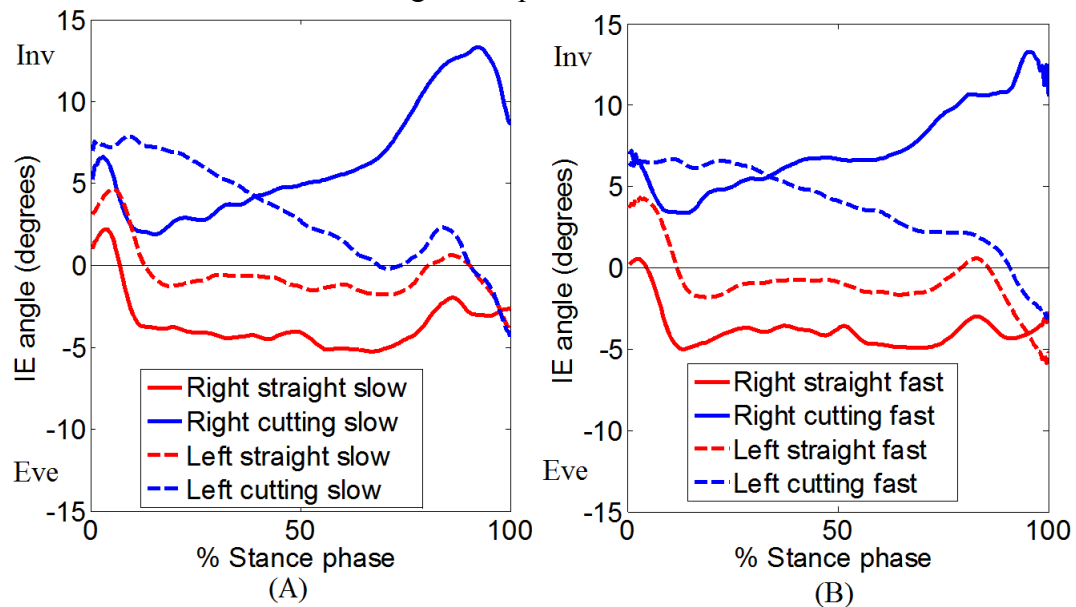 15
Inv
10
5
0
-5
-10
Eve
-15
IE angle (degrees)
Right straight slow
Right cutting slow
Left straight slow
Left cutting slow
0
50
100
% Stance phase
(A)
15
Inv
10
5
0
-5
-10
Eve
-15
IE angle (degrees)
Right straight fast
Right cutting fast
Left straight fast
Left cutting fast
0
50
100
% Stance phase
(B)